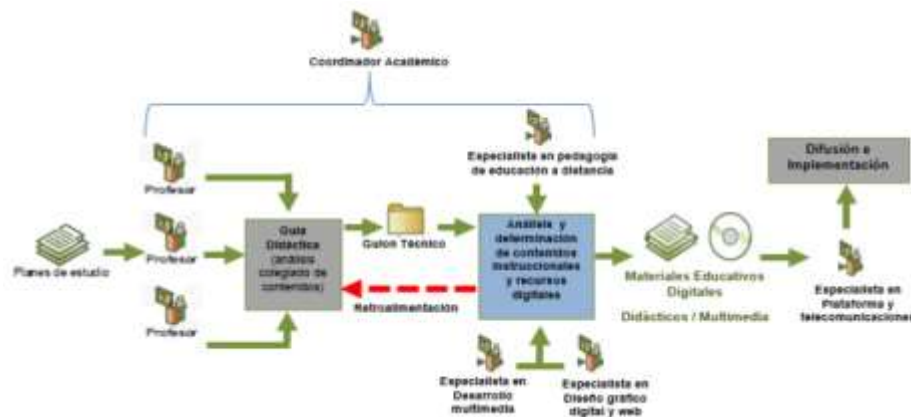 Coordinador Académico
Especialista en pedagogía
de educación a distancia
Difusión e
Implementación
Profesor
Profesor
Profesor
Planes de estudio
Guía
Didáctica
(análisis
colegiado de
contenidos)
Guion Técnico
Análisis y
determinación
de contenidos
instruccionales
y recursos
digitales
Retroalimentación
Materiales Educativos
Digitales
Didácticos / Multimedia
Especialista en
Plataforma y
telecomunicaciones
Especialista en
Desarrollo
multimedia
Especialista en
Diseño gráfico
digital y web